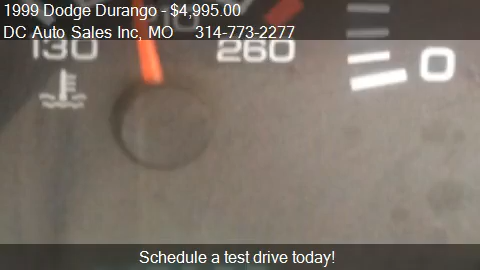 1999 Dodge Durango - $4,995.00
DC Auto Sales Inc, MO 314-773-2277
130 260 0
Schedule a test drive today!